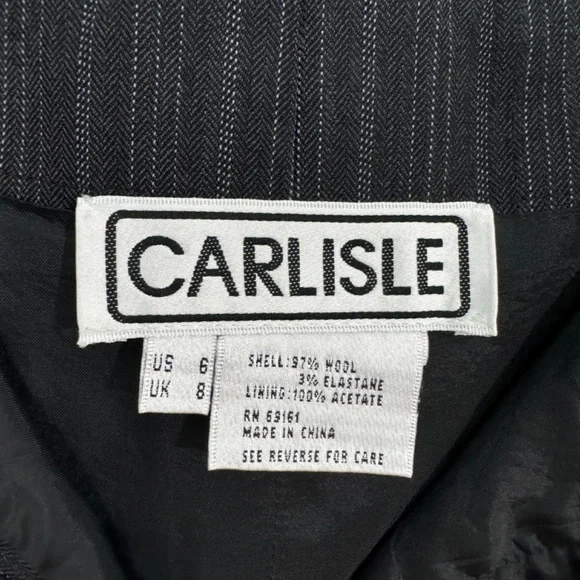 CARLISLE
US 6
UK 8
SHELL:97% WOOL
3% ELASTANE
LINING:100% ACETATE
RN 69161
MADE IN CHINA
SEE REVERSE FOR CARE